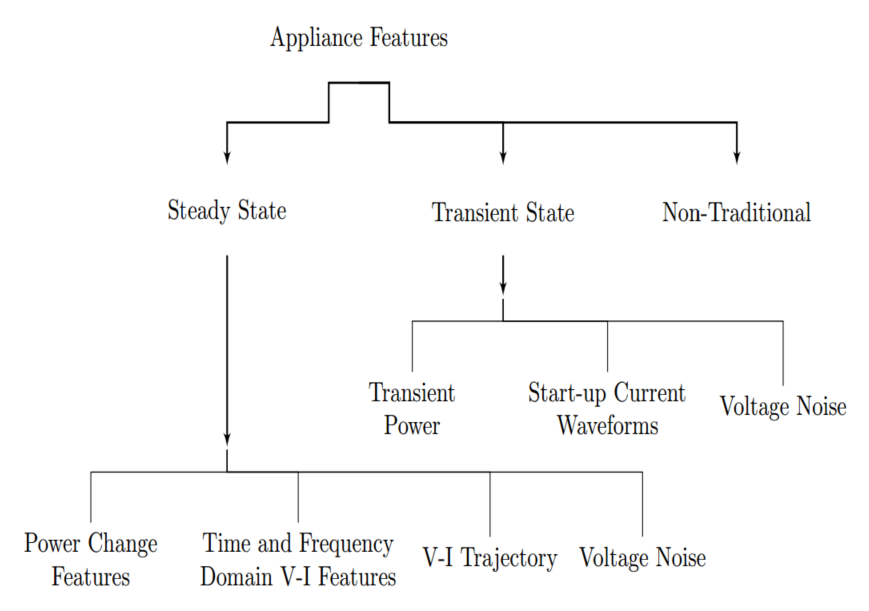 Appliance Features
Steady State
Transient State
Non-Traditional
Transient
Power
Start-up Current
Waveforms
Voltage Noise
Power Change
Features
Time and Frequency
Domain V-I Features
V-I Trajectory
Voltage Noise